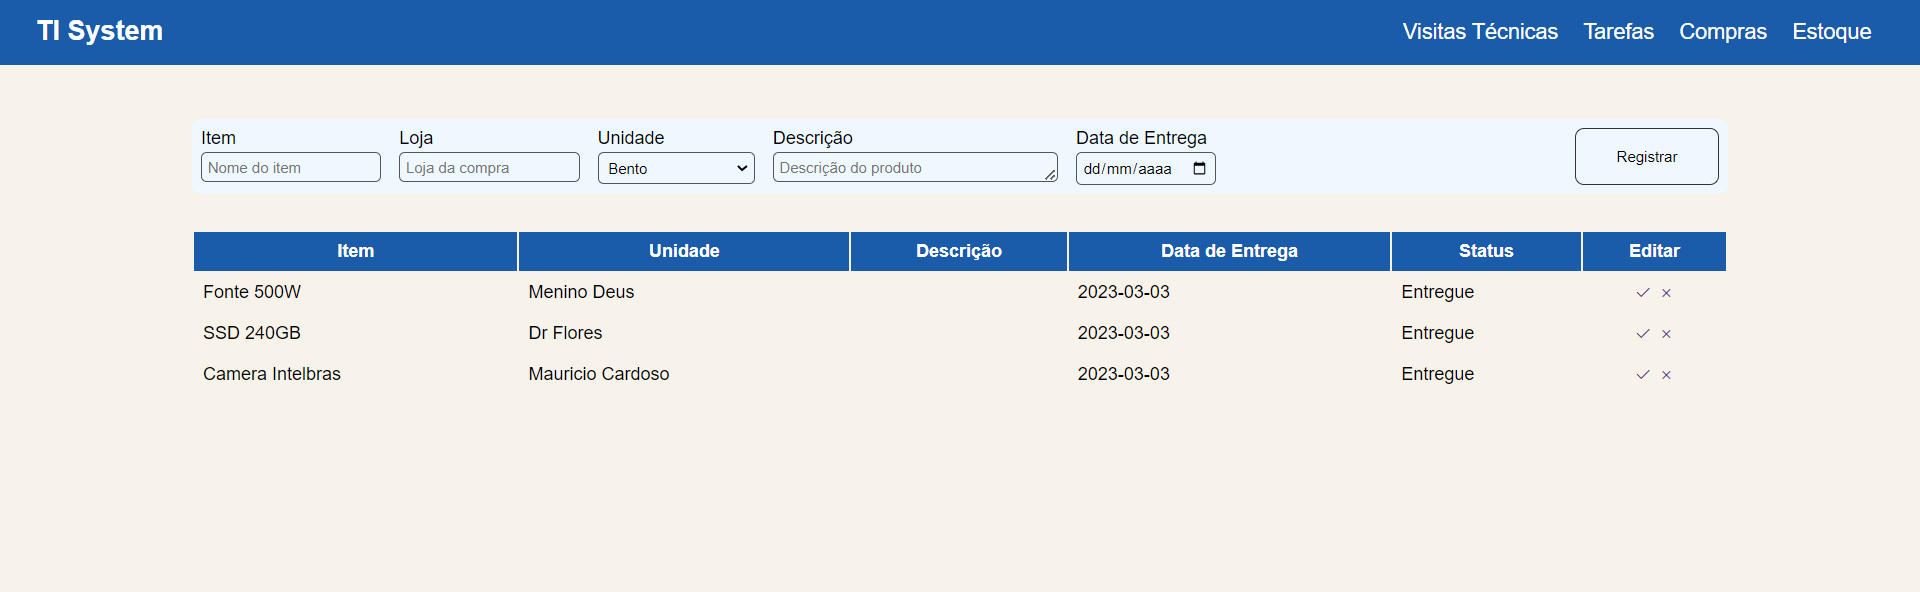 TI System Visitas Técnicas Tarefas Compras Estoque
Item Loja Unidade Descrição Data de Entrega
Nome do item Loja da compra Bento Descrição do produto dd/mm/aaaa Registrar
Item Unidade Descrição Data de Entrega Status Editar
Fonte 500W Menino Deus 2023-03-03 Entregue
SSD 240GB Dr Flores 2023-03-03 Entregue
Camera Intelbras Mauricio Cardoso 2023-03-03 Entregue